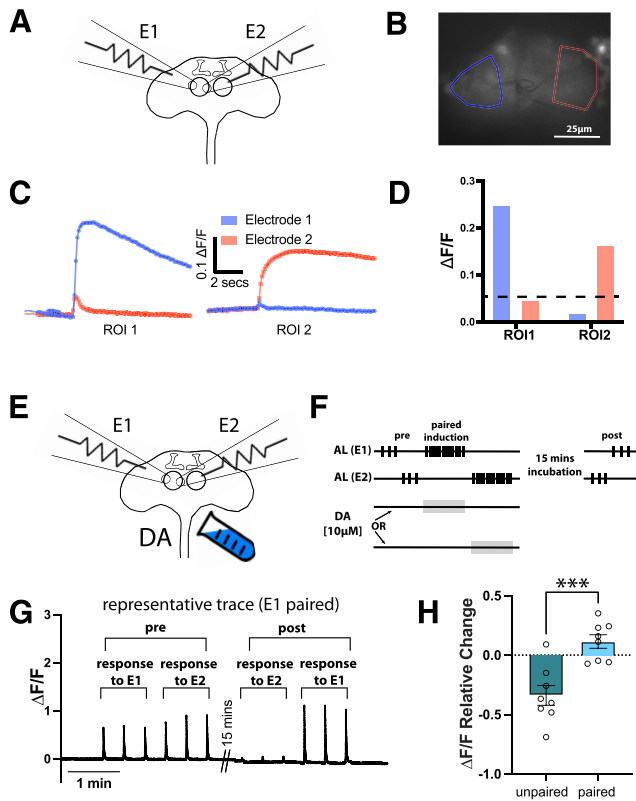 A
E1
E2
B
25μm
C
0.1 ΔF/F
2 secs
Electrode 1
Electrode 2
ROI 1
ROI 2
D
ΔF/F
0.3
0.2
0.1
0.0
ROI1
ROI2
E
E1
E2
DA
F
pre
paired
induction
post
AL (E1)
AL (E2)
15 mins
incubation
DA
[10μM]
OR
G
representative trace (E1 paired)
pre
post
response
to E1
response
to E2
response
to E2
response
to E1
ΔF/F
3
2
1
0
15 mins
1 min
H
***
ΔF/F Relative Change
0.5
0.0
-0.5
-1.0
unpaired
paired